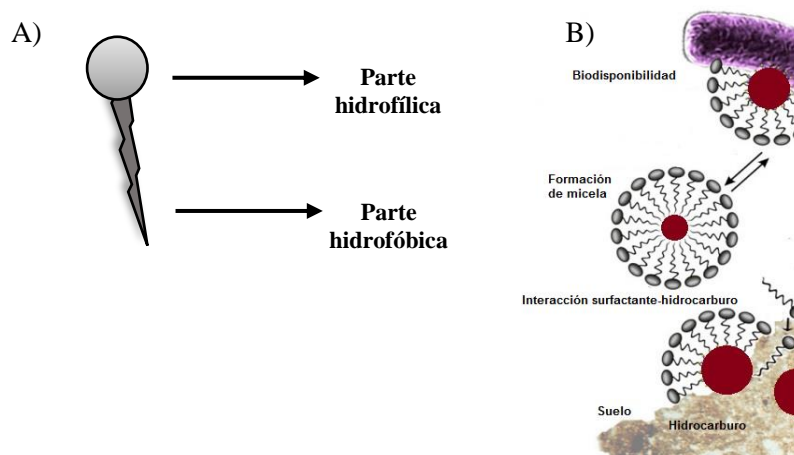 A)
Parte
hidrofílica
Parte
hidrofóbica
B)
Biodisponibilidad
Formación
de micela
Interacción surfactante-hidrocarburo
Suelo
Hidrocarburo